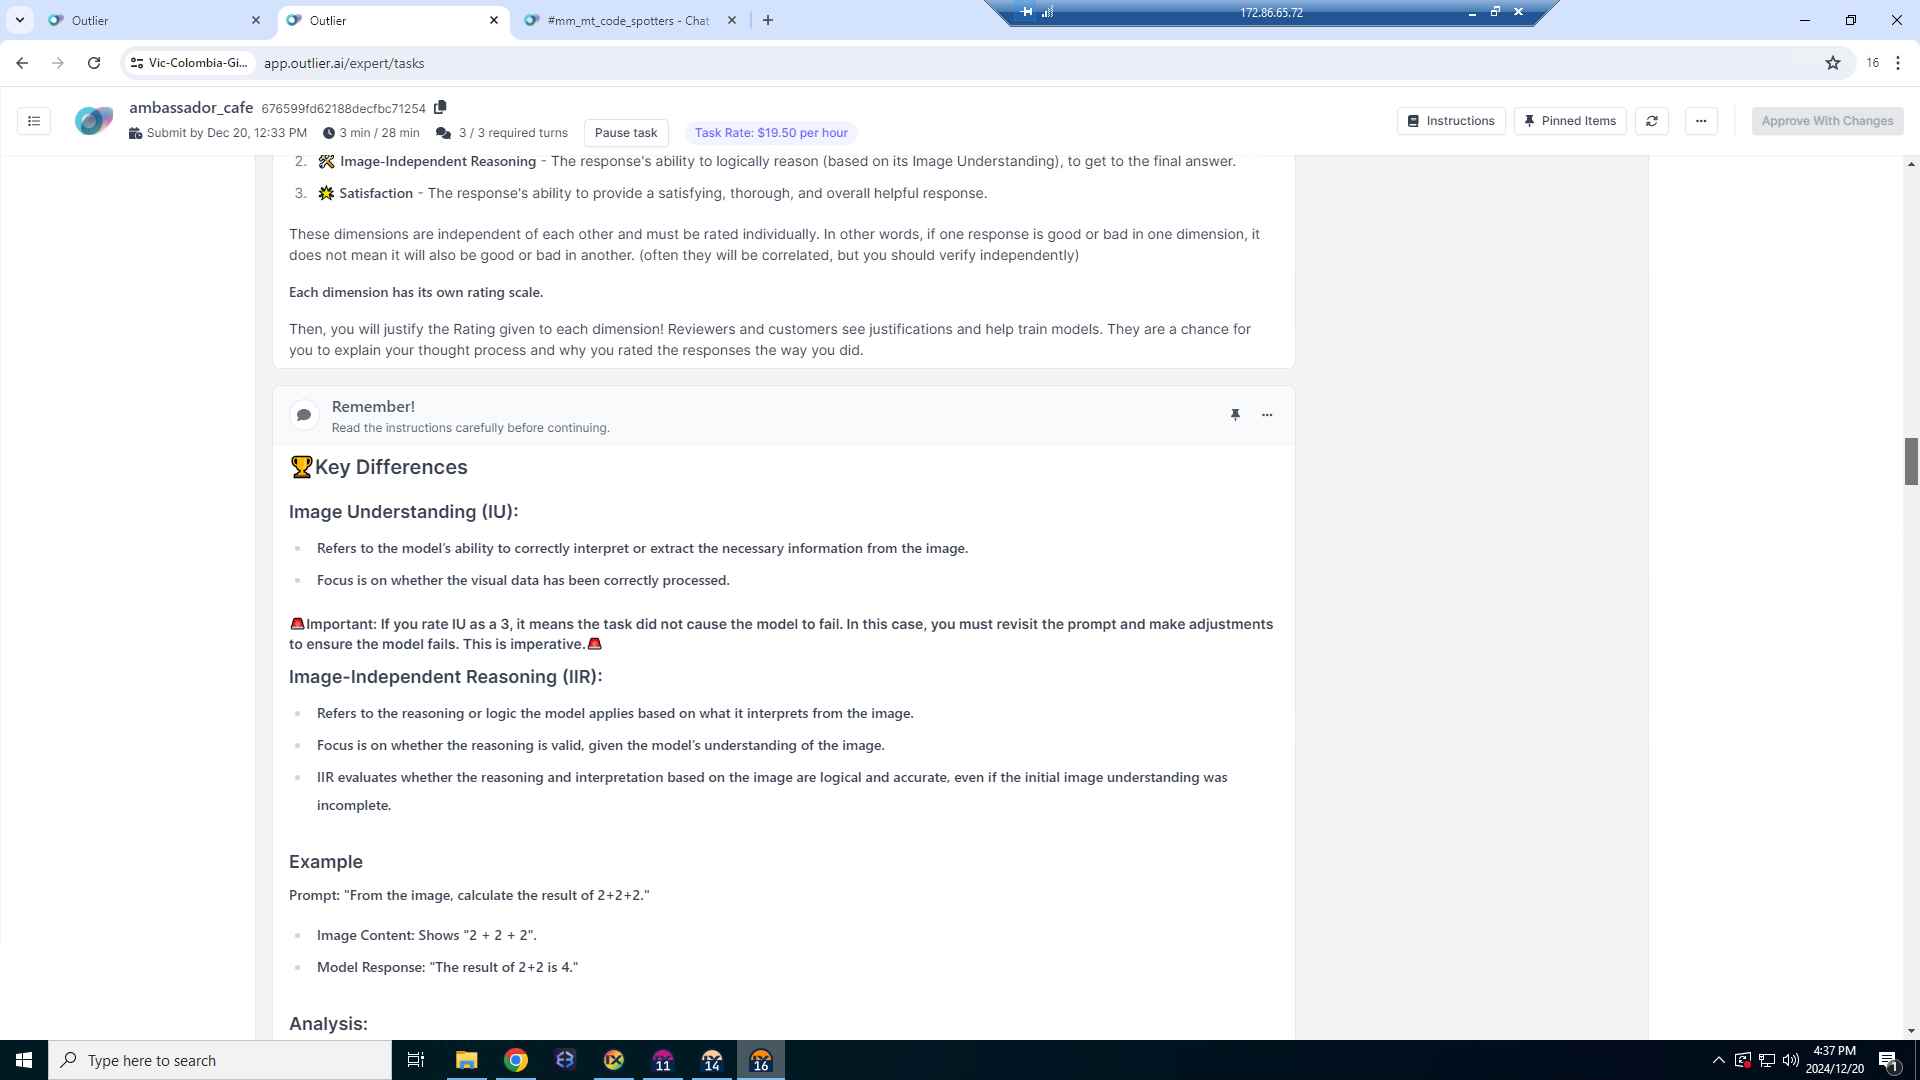 Outlier
Outlier
#mm_mt_code_spotters - Chat
172.86.65.72
Vic-Colombia-Gi...
app.outlier.ai/expert/tasks
16
ambassador_cafe 676599fd62188decfbc71254
Submit by Dec 20, 12:33 PM 3 min / 28 min 3 / 3 required turns Pause task Task Rate: $19.50 per hour
Instructions Pinned Items Approve With Changes
2. Image-Independent Reasoning - The response's ability to logically reason (based on its Image Understanding), to get to the final answer.
3. Satisfaction - The response's ability to provide a satisfying, thorough, and overall helpful response.
These dimensions are independent of each other and must be rated individually. In other words, if one response is good or bad in one dimension, it
does not mean it will also be good or bad in another. (often they will be correlated, but you should verify independently)
Each dimension has its own rating scale.
Then, you will justify the Rating given to each dimension! Reviewers and customers see justifications and help train models. They are a chance for
you to explain your thought process and why you rated the responses the way you did.
Remember!
Read the instructions carefully before continuing.
🏆Key Differences
Image Understanding (IU):
Refers to the model's ability to correctly interpret or extract the necessary information from the image.
Focus is on whether the visual data has been correctly processed.
🚨Important: If you rate IU as a 3, it means the task did not cause the model to fail. In this case, you must revisit the prompt and make adjustments
to ensure the model fails. This is imperative.🚨
Image-Independent Reasoning (IIR):
Refers to the reasoning or logic the model applies based on what it interprets from the image.
Focus is on whether the reasoning is valid, given the model's understanding of the image.
IIR evaluates whether the reasoning and interpretation based on the image are logical and accurate, even if the initial image understanding was
incomplete.
Example
Prompt: "From the image, calculate the result of 2+2+2."
Image Content: Shows "2 + 2 + 2".
Model Response: "The result of 2+2 is 4."
Analysis:
Type here to search
11
14
16
4:37 PM
2024/12/20
1